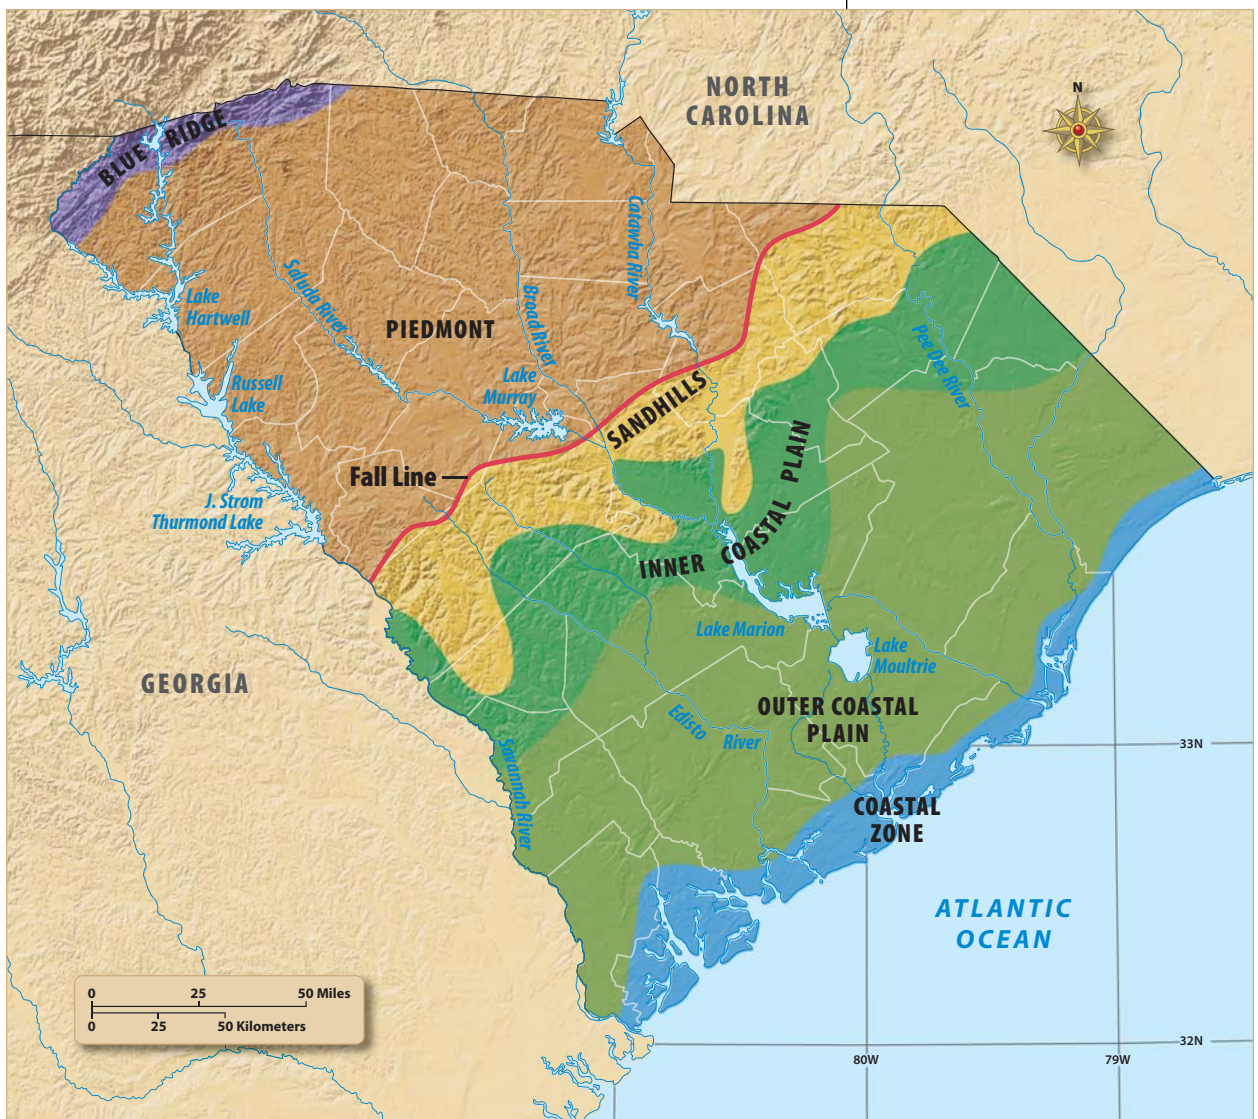 NORTH
CAROLINA
N
BLUE RIDGE
Catawba River
Saluda River
Broad River
Lake
Hartwell
PIEDMONT
Pee Dee River
Russell
Lake
Lake
Murray
SANDHILLS
Fall Line
J. Strom
Thurmond Lake
INNER COASTAL PLAIN
Lake Marion
Lake
Moultrie
GEORGIA
OUTER COASTAL
PLAIN
Edisto River
33N
Savannah River
COASTAL
ZONE
ATLANTIC
OCEAN
0 25 50 Miles
0 25 50 Kilometers
32N
80W 79W